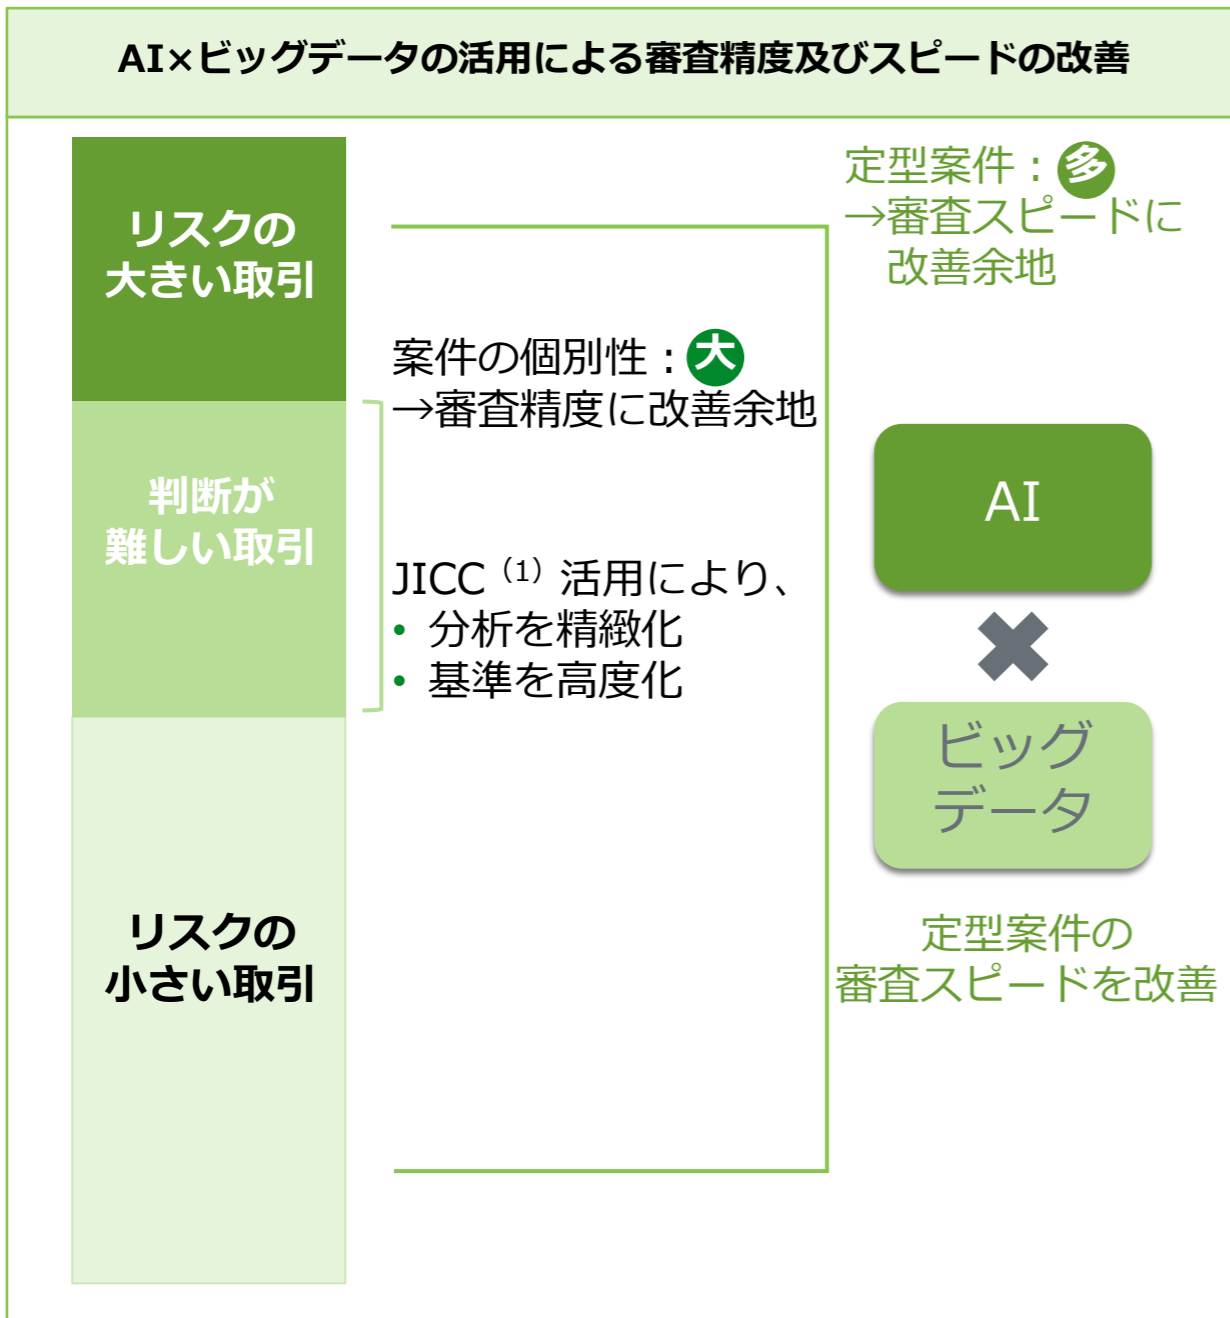 AI×ビッグデータの活用による審査精度及びスピードの改善
リスクの
大きい取引
判断が
難しい取引
リスクの
小さい取引
案件の個別性：大
→審査精度に改善余地
JICC（1）活用により、
• 分析を精緻化
• 基準を高度化
定型案件：多
→審査スピードに
改善余地
AI
✖
ビッグ
データ
定型案件の
審査スピードを改善